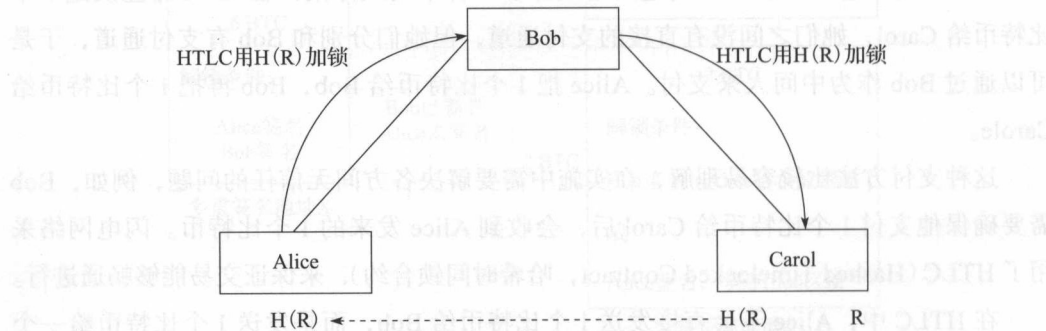 Bob
HTLC用H(R)加锁 HTLC用H(R)加锁
Alice Carol
H(R) H(R) R